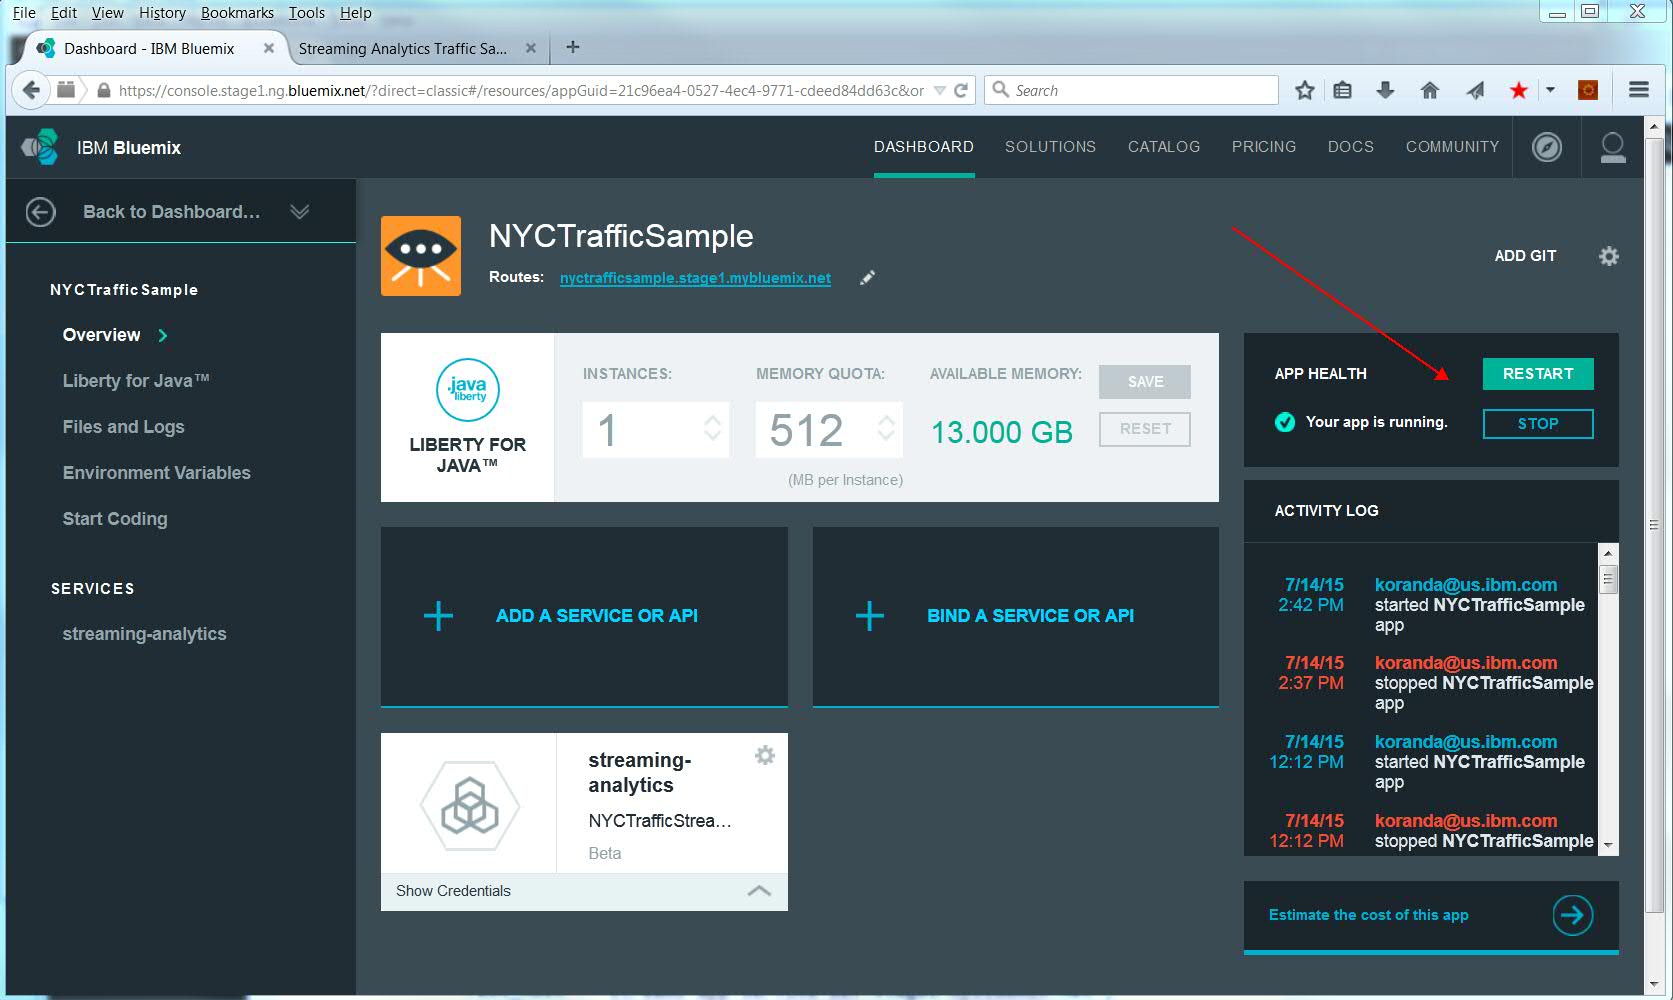 File Edit View History Bookmarks Tools Help
Dashboard - IBM Bluemix
Streaming Analytics Traffic Sa...
https://console.stage1.ng.bluemix.net/?direct=classic#/resources/appGuid=21c96ea4-0527-4ec4-9771-cdeed84dd63c&or
Search
IBM Bluemix
DASHBOARD SOLUTIONS CATALOG PRICING DOCS COMMUNITY
Back to Dashboard...
NYCTrafficSample
Overview
Liberty for Java™
Files and Logs
Environment Variables
Start Coding
SERVICES
streaming-analytics
NYCTrafficSample
Routes: nyctrafficsample.stage1.mybluemix.net
ADD GIT
java
liberty
LIBERTY FOR
JAVA™
INSTANCES:
1
MEMORY QUOTA:
512
(MB per Instance)
AVAILABLE MEMORY:
13.000 GB
SAVE
RESET
APP HEALTH
RESTART
Your app is running.
STOP
ADD A SERVICE OR API
BIND A SERVICE OR API
ACTIVITY LOG
7/14/15 koranda@us.ibm.com
2:42 PM started NYCTrafficSample
app
7/14/15 koranda@us.ibm.com
2:37 PM stopped NYCTrafficSample
app
7/14/15 koranda@us.ibm.com
12:12 PM started NYCTrafficSample
app
7/14/15 koranda@us.ibm.com
12:12 PM stopped NYCTrafficSample
streaming-
analytics
NYCTrafficStrea...
Beta
Show Credentials
Estimate the cost of this app